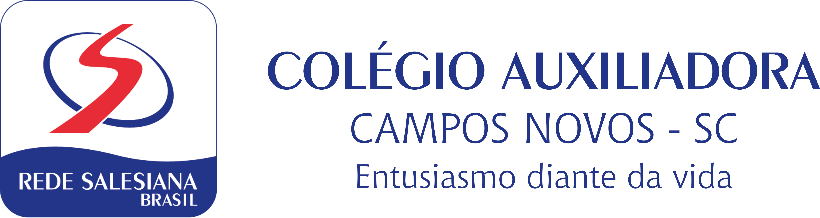 REDE SALESIANA
BRASIL
COLÉGIO AUXILIADORA
CAMPOS NOVOS - SC
Entusiasmo diante da vida